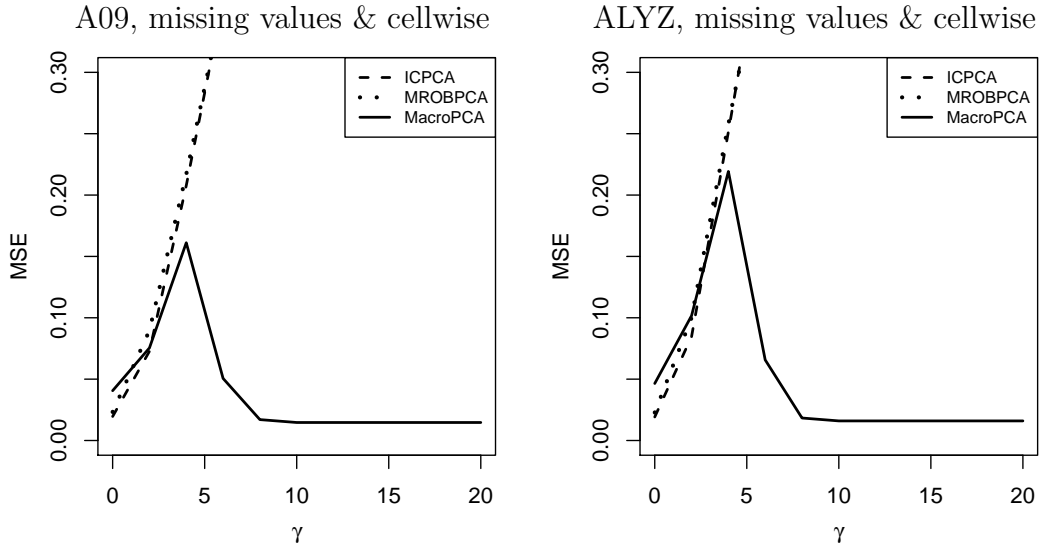 A09, missing values & cellwise
0.30
0.20
0.10
0.00
MSE
ICPCA
MROBPCA
MacroPCA
0 5 10 15 20
γ
ALYZ, missing values & cellwise
0.30
0.20
0.10
0.00
MSE
ICPCA
MROBPCA
MacroPCA
0 5 10 15 20
γ